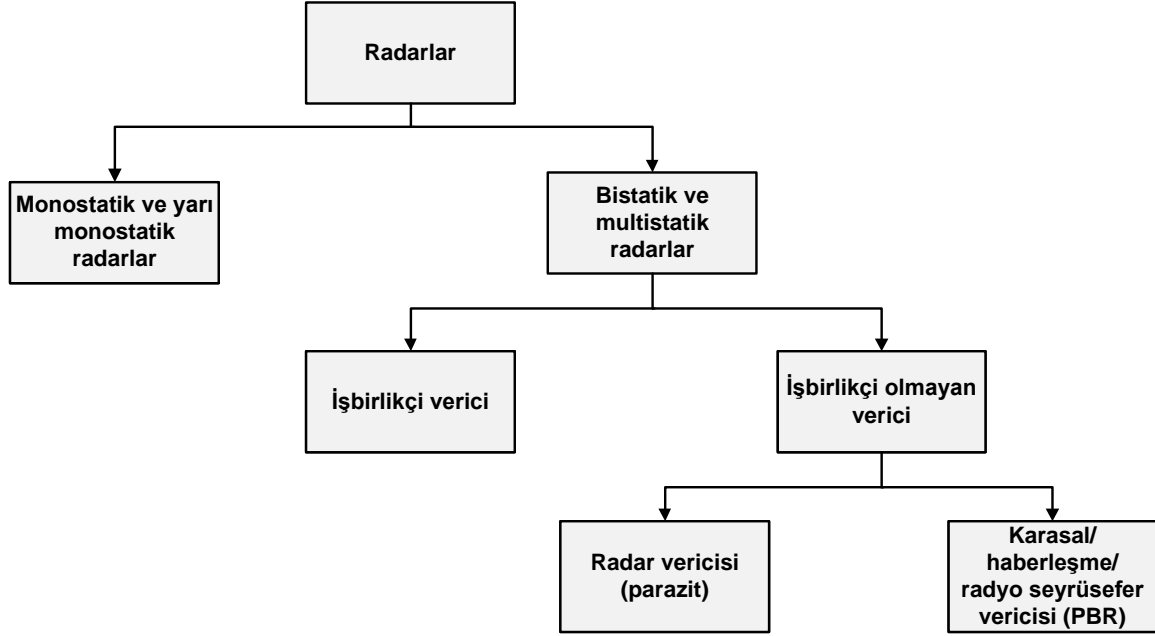 Radarlar
Monostatik ve yarı
monostatik
radarlar
Bistatik ve
multistatik
radarlar
İşbirlikçi verici
İşbirlikçi olmayan
verici
Radar vericisi
(parazit)
Karasal/
haberleşme/
radyo seyrüsefer
vericisi (PBR)